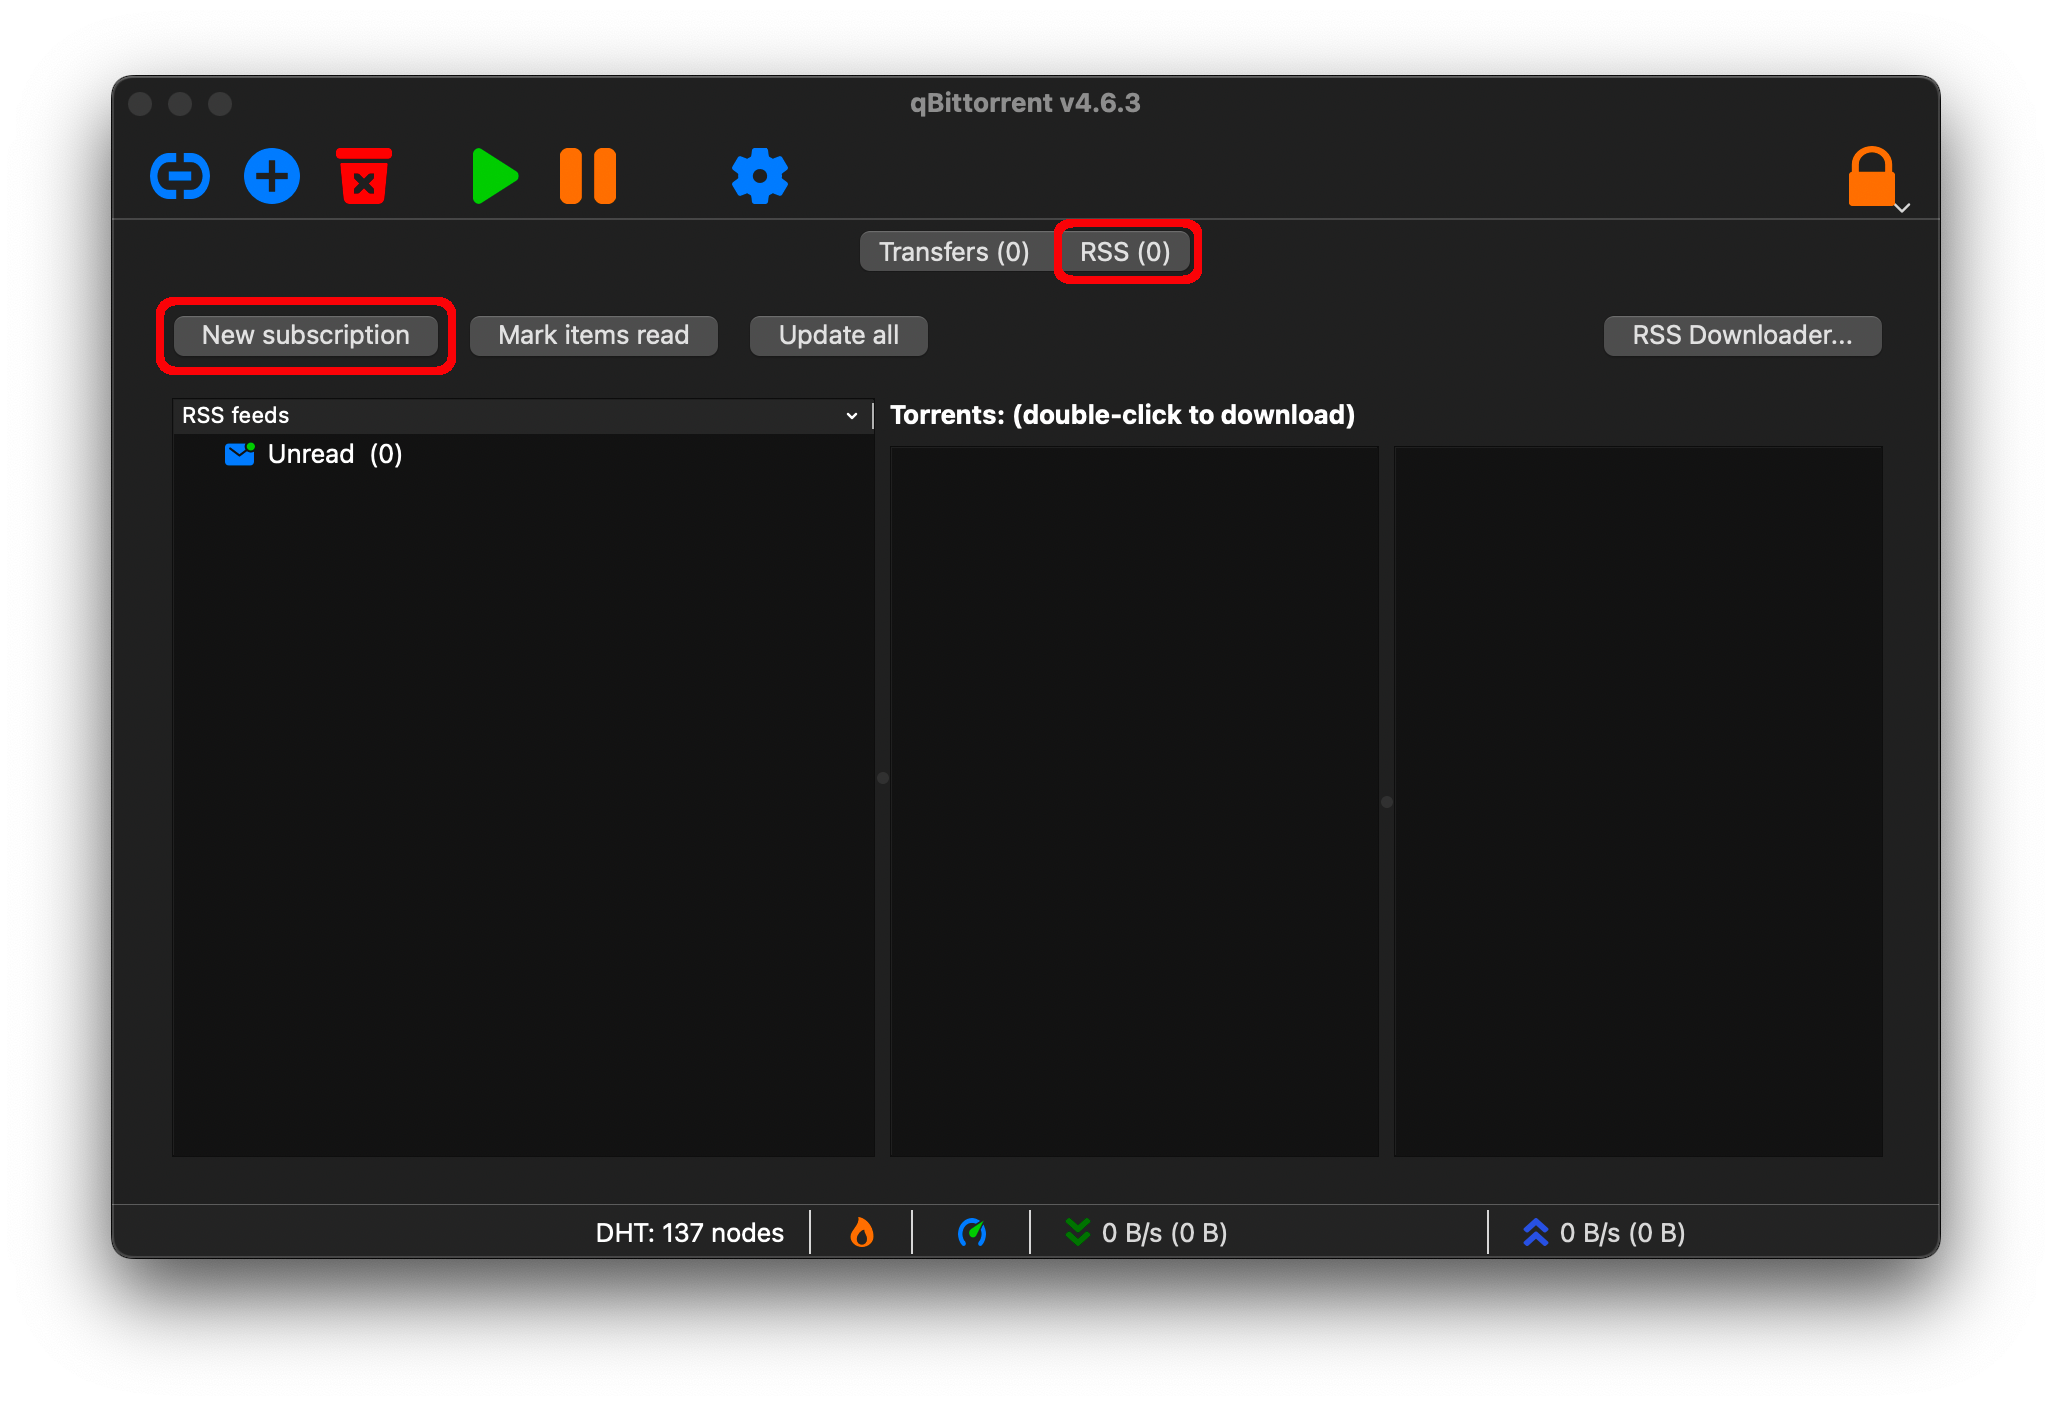 qBittorrent v4.6.3
Transfers (0) RSS (0)
New subscription Mark items read Update all RSS Downloader...
RSS feeds Torrents: (double-click to download)
Unread (0)
DHT: 137 nodes 0 B/s (0 B) 0 B/s (0 B)